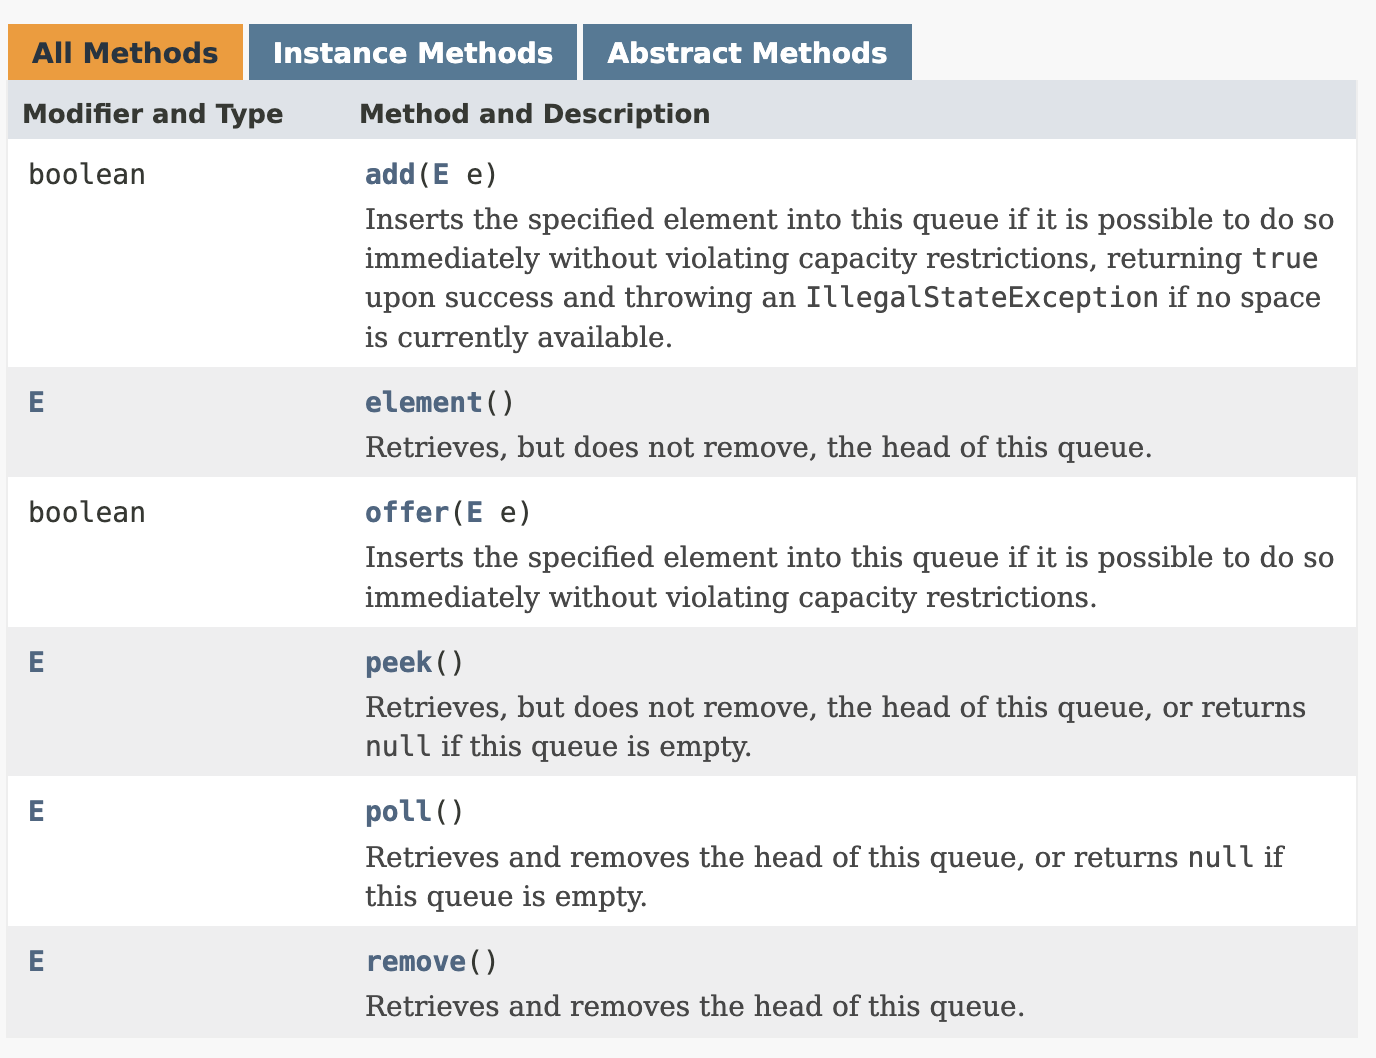 All Methods Instance Methods Abstract Methods
Modifier and Type Method and Description
boolean add(E e)
Inserts the specified element into this queue if it is possible to do so
immediately without violating capacity restrictions, returning true
upon success and throwing an IllegalStateException if no space
is currently available.
E element()
Retrieves, but does not remove, the head of this queue.
boolean offer(E e)
Inserts the specified element into this queue if it is possible to do so
immediately without violating capacity restrictions.
E peek()
Retrieves, but does not remove, the head of this queue, or returns
null if this queue is empty.
E poll()
Retrieves and removes the head of this queue, or returns null if
this queue is empty.
E remove()
Retrieves and removes the head of this queue.